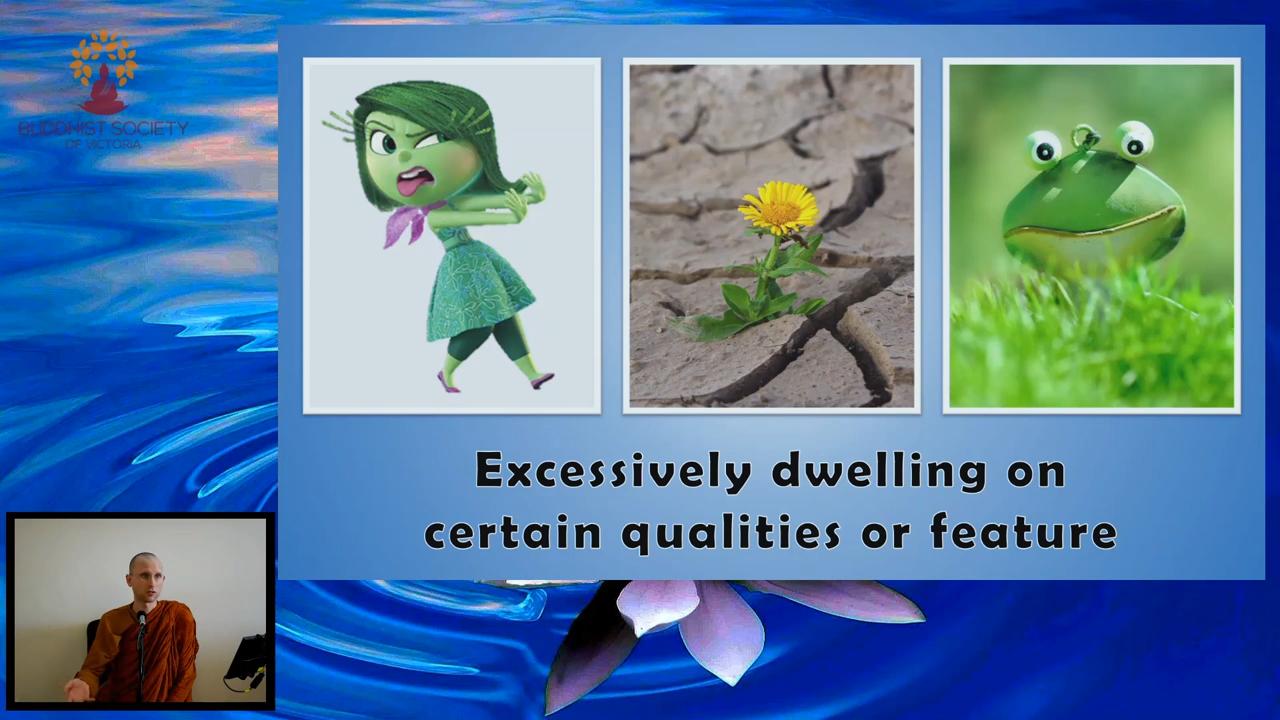 BUDDHIST SOCIETY
OF VICTORIA
Excessively dwelling on
certain qualities or feature